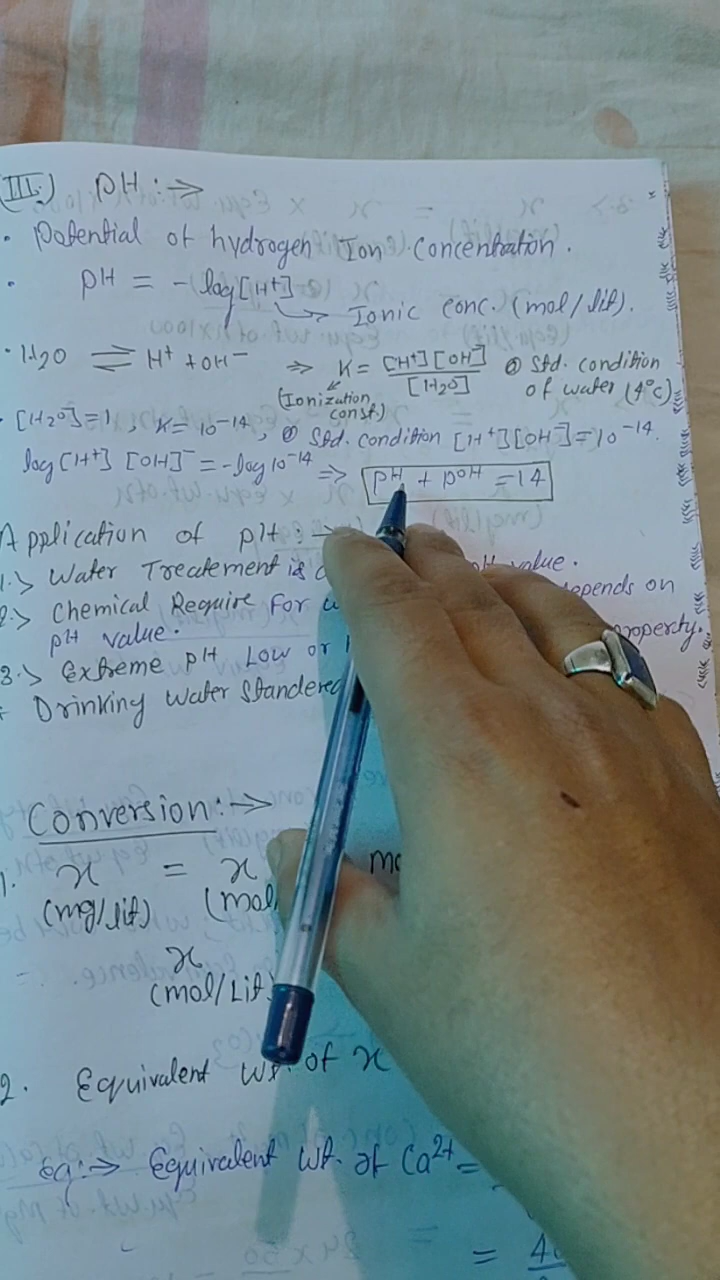 III.) PH :→
• Potential of hydrogen Ion Concentration.
• pH = - log[H+] → Ionic conc. (mol/lit).
• H2O ⇌ H+ + OH- ⇒ K = [H+][OH] / [H2O] @ Std. condition of water (4°C)
(Ionization const.)
• [H2O] = 1, K = 10-14, @ Std. condition [H+][OH-] = 10-14.
log [H+] [OH]- = -log 10-14 ⇒ pH + pOH = 14
Application of pH :→
1.> Water Treatement is value.
2.> Chemical Require For depends on
pH value. property.
3.> Extreme pH Low or
Drinking Water Standered
Conversion :→
1. x = x
(mg/lit) (mol
= x
(mol/Lit)
2. Equivalent Wt. of x
Eg :→ Equivalent Wt. of Ca2+ =
=